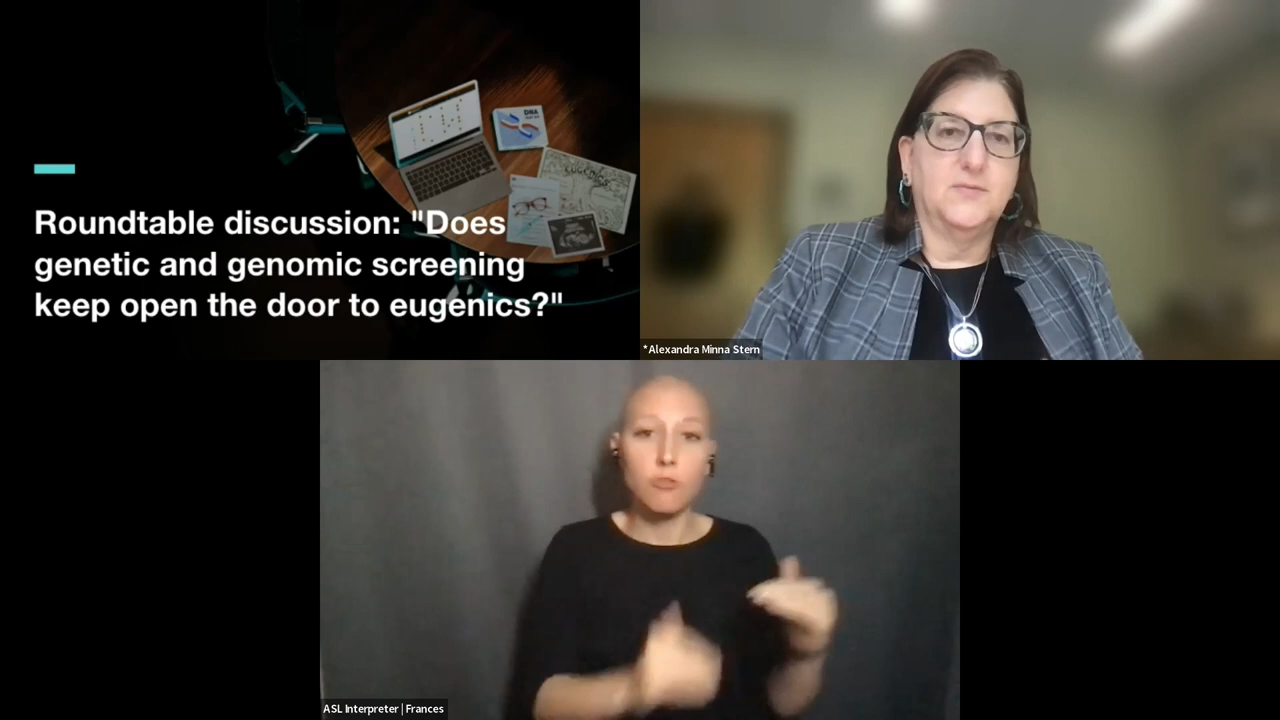 Roundtable discussion: "Does
genetic and genomic screening
keep open the door to eugenics?"
DNA
EUGENICS
*Alexandra Minna Stern
ASL Interpreter | Frances